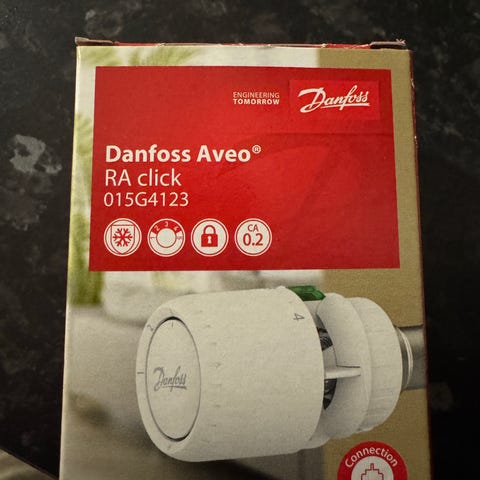 ENGINEERING
TOMORROW
Danfoss
Danfoss Aveo®
RA click
015G4123
CA
0.2
Danfoss
4
Connection